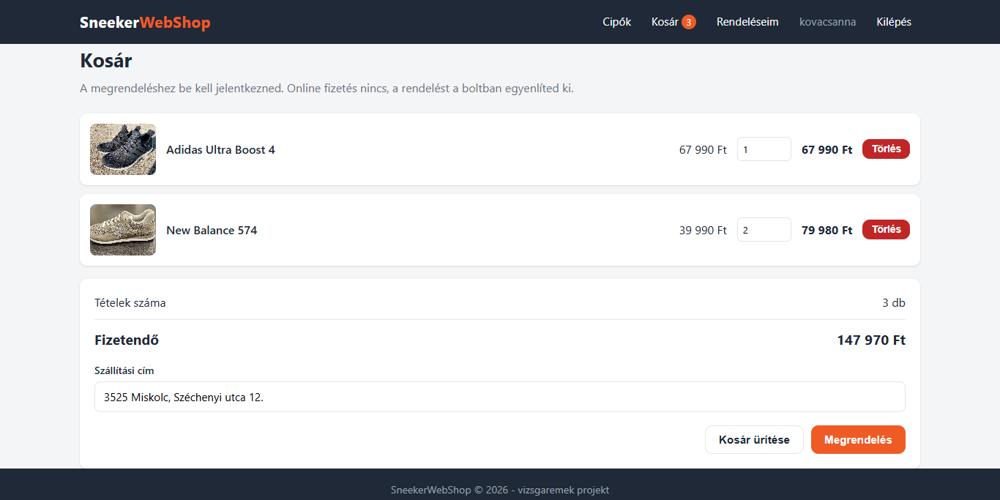 SneekerWebShop
Cipők Kosár 3 Rendeléseim kovacsanna Kilépés
Kosár
A megrendeléshez be kell jelentkezned. Online fizetés nincs, a rendelést a boltban egyenlíted ki.
Adidas Ultra Boost 4 67 990 Ft 1 67 990 Ft Törlés
New Balance 574 39 990 Ft 2 79 980 Ft Törlés
Tételek száma 3 db
Fizetendő 147 970 Ft
Szállítási cím
3525 Miskolc, Széchenyi utca 12.
Kosár ürítése Megrendelés
SneekerWebShop © 2026 - vizsgaremek projekt